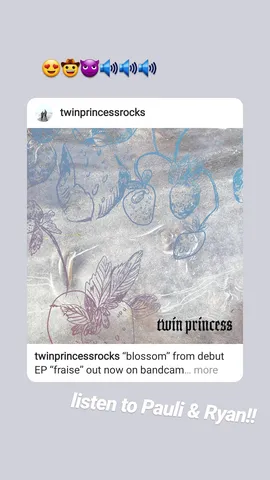 😍🤠😈🔊🔊🔊
twinprincessrocks
twin princess
twinprincessrocks “blossom” from debut
EP “fraise” out now on bandcam… more
listen to Pauli & Ryan!!